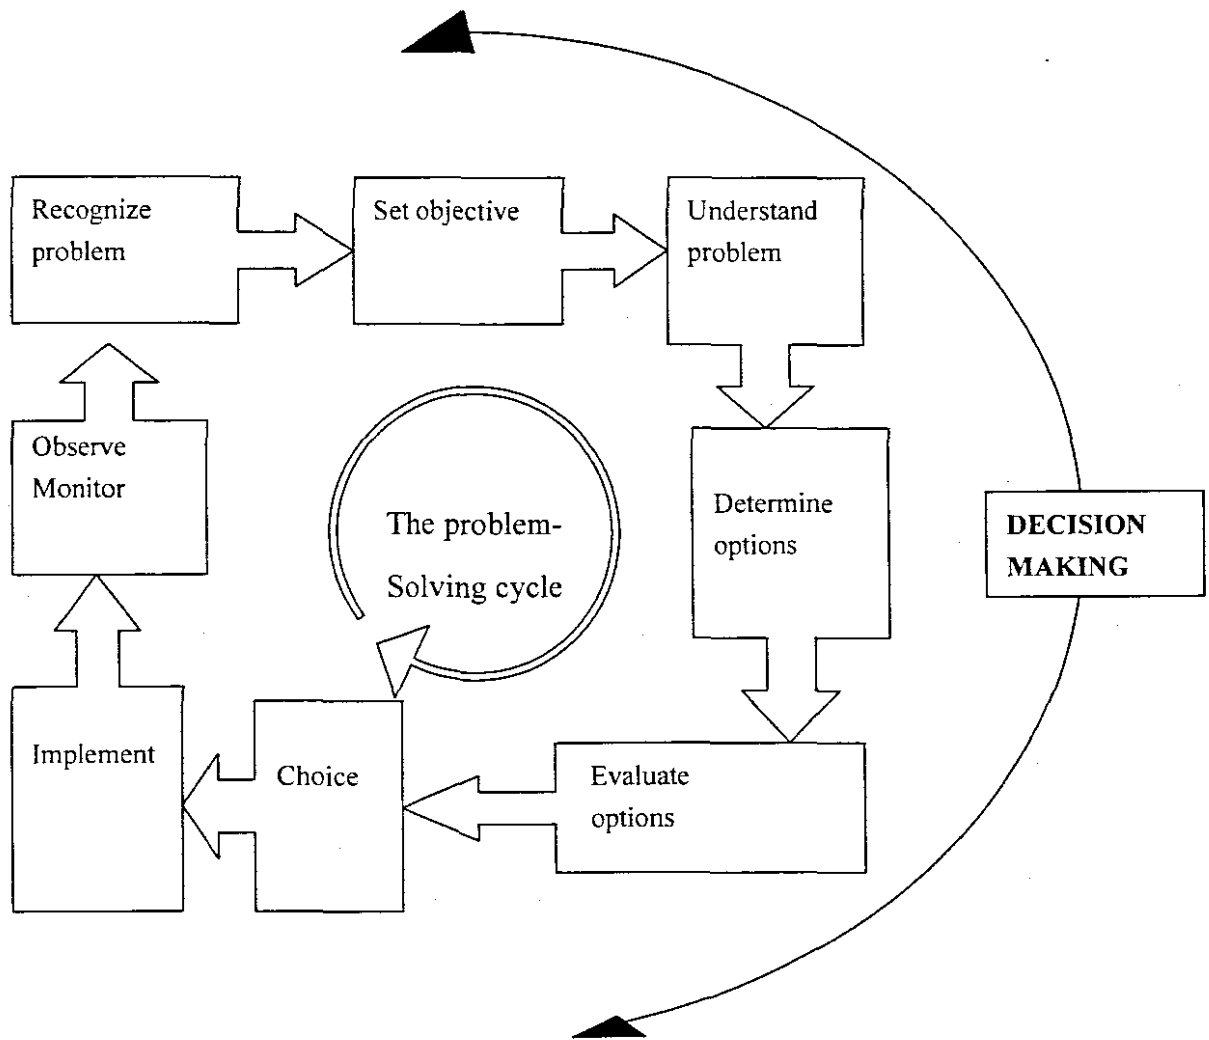 Recognize
problem
Set objective
Understand
problem
Observe
Monitor
The problem-
Solving cycle
Determine
options
DECISION
MAKING
Implement
Choice
Evaluate
options